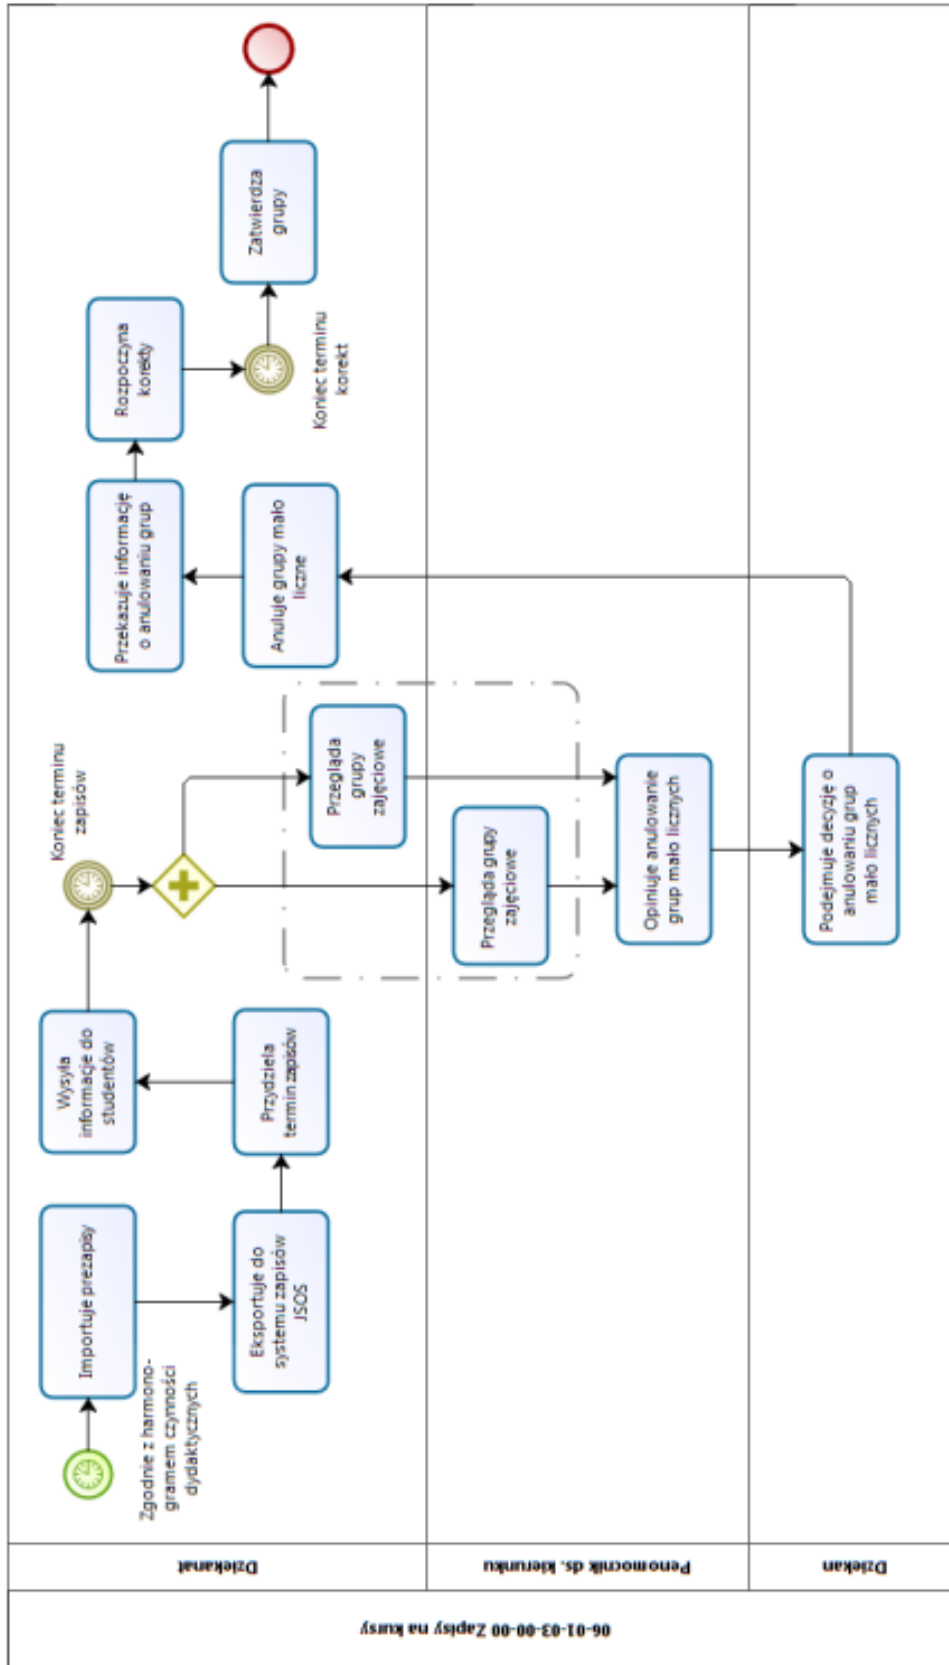 06-01-03-00-00 Zapisy na kursy
Dziekanat
Zgodnie z harmono-
gramem czynności
dydaktycznych
Importuje prezapisy
Eksportuje do
systemu zapisów
JSOS
Przydziela
termin zapisów
Wysyła
informacje do
studentów
Koniec terminu
zapisów
Przegląda
grupy
zajęciowe
Anuluje grupy mało
liczne
Przekazuje informację
o anulowaniu grup
Rozpoczyna
korekty
Koniec terminu
korekt
Zatwierdza
grupy
Penomocnik ds. kierunku
Przegląda grupy
zajęciowe
Opiniuje anulowanie
grup mało licznych
Dziekan
Podejmuje decyzję o
anulowaniu grup
mało licznych